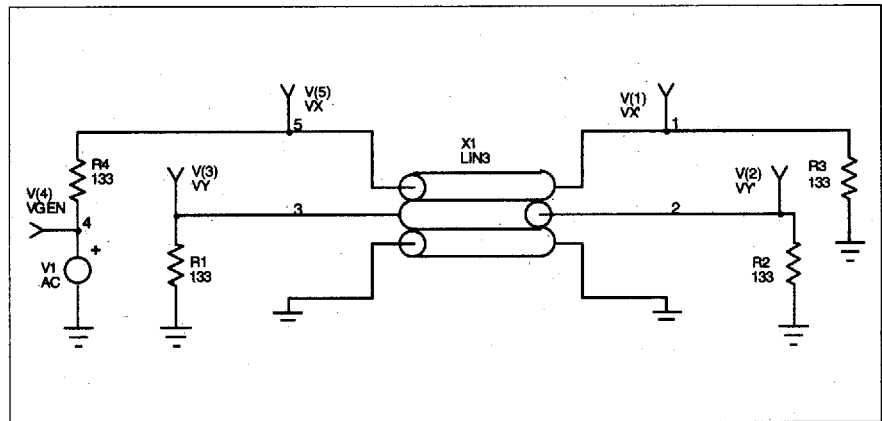 V(5)
VX
5
V(1)
VX'
1
X1
LIN3
R4
133
V(3)
VY
V(2)
VY'
R3
133
V(4)
VGEN
4
3
2
+
V1
AC
R1
133
R2
133